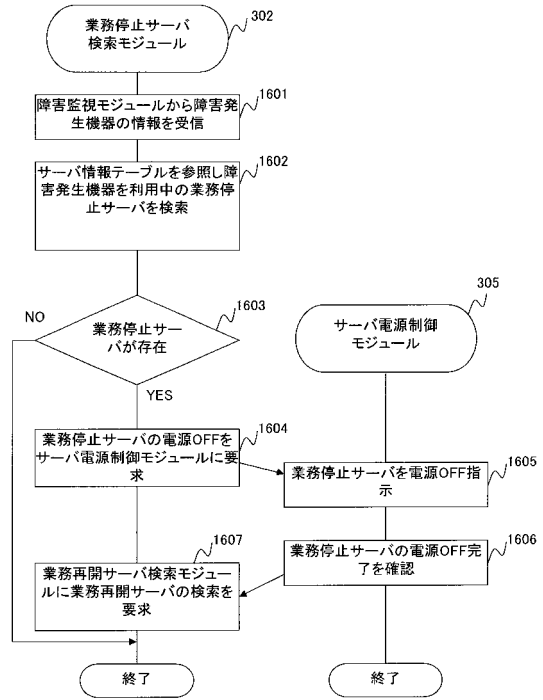 業務停止サーバ
検索モジュール
302
障害監視モジュールから障害発
生機器の情報を受信
1601
サーバ情報テーブルを参照し障
害発生機器を利用中の業務停
止サーバを検索
1602
NO
業務停止サー
バが存在
1603
YES
サーバ電源制御
モジュール
305
業務停止サーバの電源OFFを
サーバ電源制御モジュールに要
求
1604
業務停止サーバを電源OFF指
示
1605
業務停止サーバの電源OFF完
了を確認
1606
業務再開サーバ検索モジュー
ルに業務再開サーバの検索を
要求
1607
終了
終了